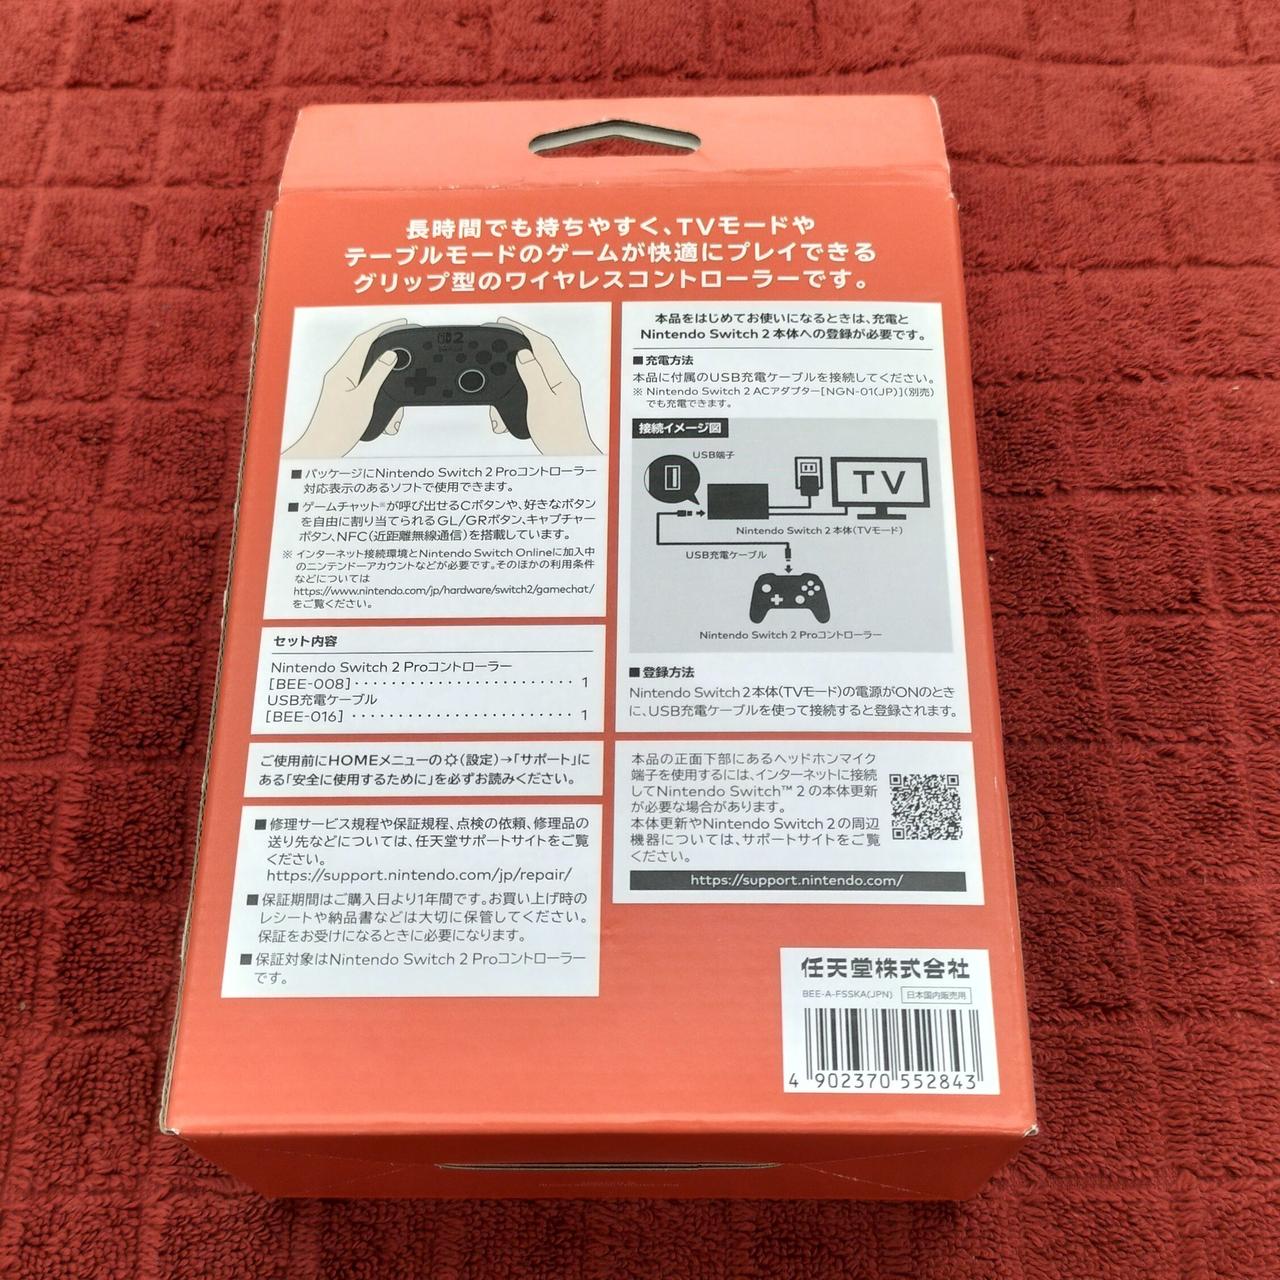 長時間でも持ちやすく、TVモードや
テーブルモードのゲームが快適にプレイできる
グリップ型のワイヤレスコントローラーです。
■ パッケージにNintendo Switch 2 Proコントローラー
対応表示のあるソフトで使用できます。
■ ゲームチャット※が呼び出せるCボタンや、好きなボタン
を自由に割り当てられるGL/GRボタン、キャプチャー
ボタン、NFC(近距離無線通信)を搭載しています。
※ インターネット接続環境とNintendo Switch Onlineに加入中
のニンテンドーアカウントなどが必要です。そのほかの利用条件
などについては
https://www.nintendo.com/jp/hardware/switch2/gamechat/
をご覧ください。
セット内容
Nintendo Switch 2 Proコントローラー
[BEE-008]・・・・・・・・・・・・・・・・・・・・・・・・ 1
USB充電ケーブル
[BEE-016]・・・・・・・・・・・・・・・・・・・・・・・・ 1
ご使用前にHOMEメニューの(設定)→「サポート」に
ある「安全に使用するために」を必ずお読みください。
■ 修理サービス規程や保証規程、点検の依頼、修理品の
送り先などについては、任天堂サポートサイトをご覧
ください。
https://support.nintendo.com/jp/repair/
■ 保証期間はご購入日より1年間です。お買い上げ時の
レシートや納品書などは大切に保管してください。
保証をお受けになるときに必要になります。
■ 保証対象はNintendo Switch 2 Proコントローラー
です。
本品をはじめてお使いになるときは、充電と
Nintendo Switch 2 本体への登録が必要です。
■ 充電方法
本品に付属のUSB充電ケーブルを接続してください。
※ Nintendo Switch 2 ACアダプター[NGN-01(JP)](別売)
でも充電できます。
接続イメージ図
USB端子
TV
Nintendo Switch 2 本体(TVモード)
USB充電ケーブル
Nintendo Switch 2 Proコントローラー
■ 登録方法
Nintendo Switch 2 本体(TVモード)の電源がONのとき
に、USB充電ケーブルを使って接続すると登録されます。
本品の正面下部にあるヘッドホンマイク
端子を使用するには、インターネットに接続
してNintendo Switch™ 2 の本体更新
が必要な場合があります。
本体更新やNintendo Switch 2 の周辺
機器については、サポートサイトをご覧
ください。
https://support.nintendo.com/
任天堂株式会社
BEE-A-FSSKA(JPN) 日本国内販売用
4 902370 552843